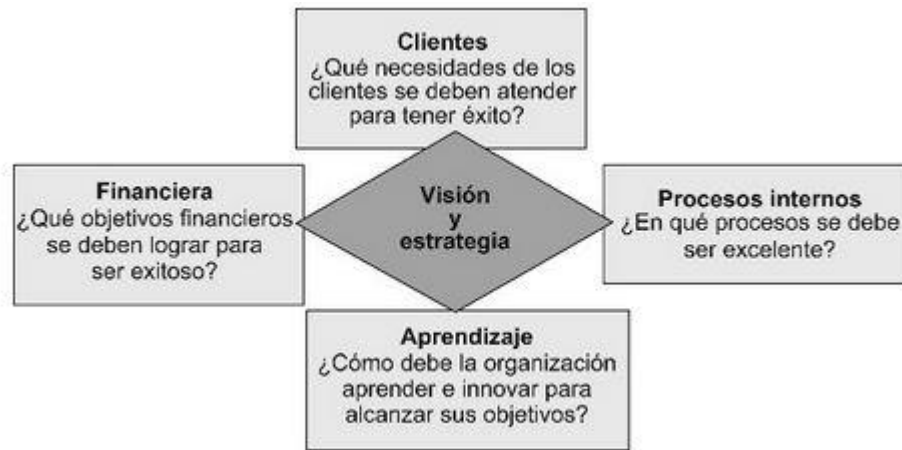 Clientes
¿Qué necesidades de los
clientes se deben atender
para tener éxito?
Financiera
¿Qué objetivos financieros
se deben lograr para
ser exitoso?
Visión
y
estrategia
Procesos internos
¿En qué procesos se debe
ser excelente?
Aprendizaje
¿Cómo debe la organización
aprender e innovar para
alcanzar sus objetivos?